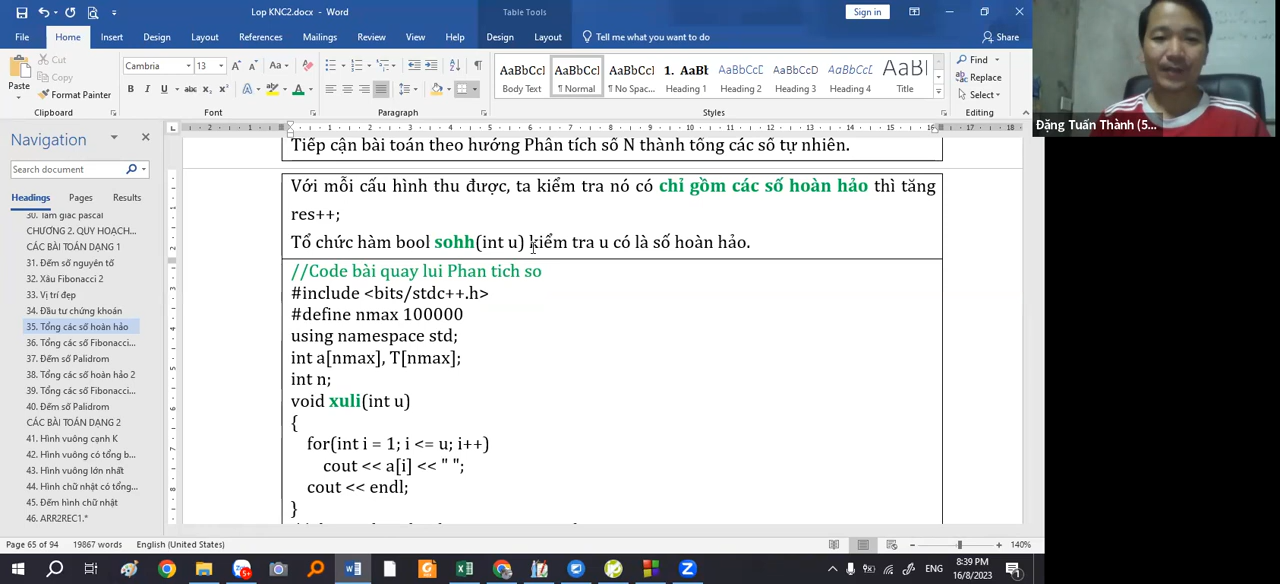 Lop KNC2.docx - Word
Table Tools
Sign in
File
Home
Insert
Design
Layout
References
Mailings
Review
View
Help
Design
Layout
Tell me what you want to do
Share
Paste
Cut
Copy
Format Painter
Clipboard
Cambria
13
Font
Paragraph
AaBbCcI
Body Text
AaBbCcI
¶ Normal
AaBbCcI
¶ No Spac...
1. AaBl
Heading 1
AaBbCcL
Heading 2
AaBbCcD
Heading 3
AaBbCcL
Heading 4
AaBl
Title
Styles
Find
Replace
Select
Editing
Đặng Tuấn Thành (5...
Navigation
Search document
Headings
Pages
Results
30. Tam giác pascal
CHƯƠNG 2. QUY HOẠCH...
CÁC BÀI TOÁN DẠNG 1
31. Đếm số nguyên tố
32. Xâu Fibonacci 2
33. Vị trí đẹp
34. Đầu tư chứng khoán
35. Tổng các số hoàn hảo
36. Tổng các số Fibonacci...
37. Đếm số Palidrom
38. Tổng các số hoàn hảo 2
39. Tổng các số Fibonacci...
40. Đếm số Palidrom
CÁC BÀI TOÁN DẠNG 2
41. Hình vuông cạnh K
42. Hình vuông có tổng b...
43. Hình vuông lớn nhất
44. Hình chữ nhật có tổng...
45. Đếm hình chữ nhật
46. ARR2REC1.*
Tiếp cận bài toán theo hướng Phân tích số N thành tổng các số tự nhiên.
Với mỗi cấu hình thu được, ta kiểm tra nó có chỉ gồm các số hoàn hảo thì tăng
res++;
Tổ chức hàm bool sohh(int u) kiểm tra u có là số hoàn hảo.
//Code bài quay lui Phan tich so
#include <bits/stdc++.h>
#define nmax 100000
using namespace std;
int a[nmax], T[nmax];
int n;
void xuli(int u)
{
for(int i = 1; i <= u; i++)
cout << a[i] << " ";
cout << endl;
}
Page 65 of 94
19867 words
English (United States)
140%
ENG
8:39 PM
16/8/2023